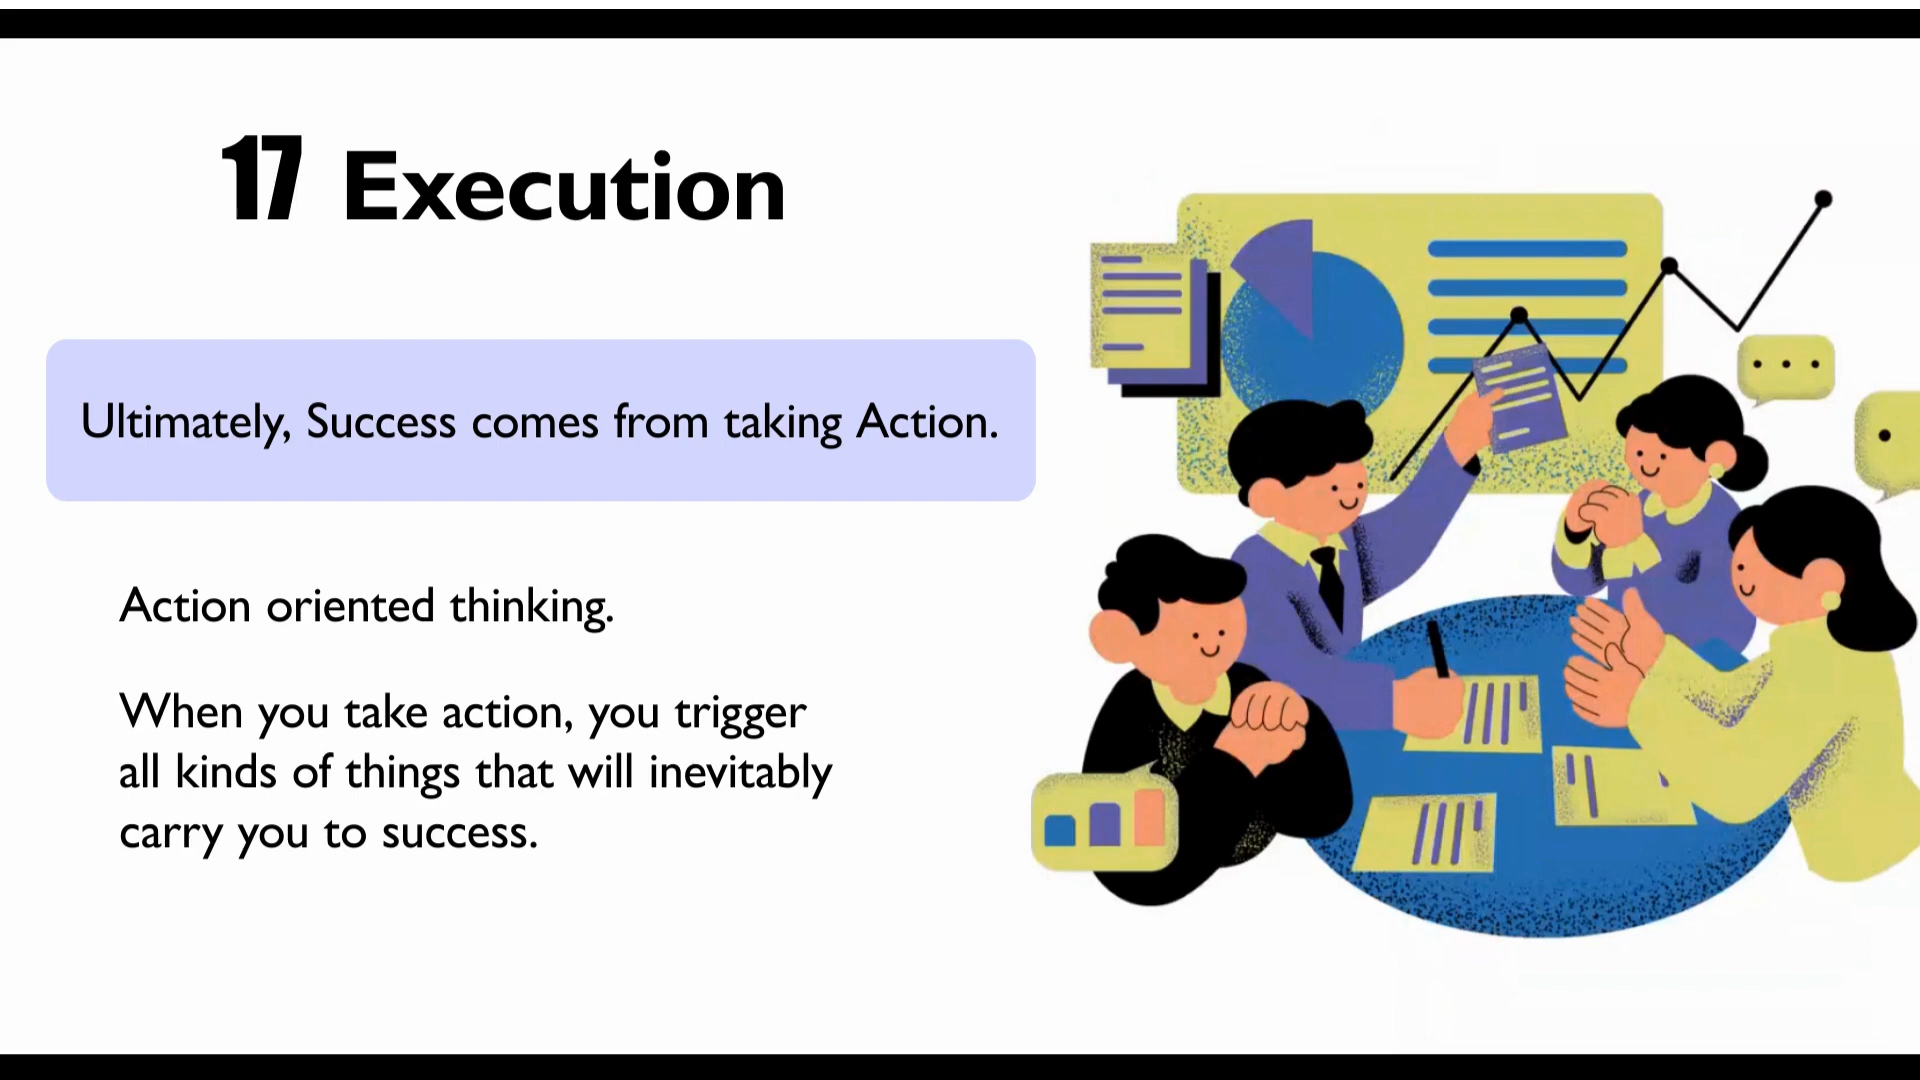 17 Execution
Ultimately, Success comes from taking Action.
Action oriented thinking.
When you take action, you trigger
all kinds of things that will inevitably
carry you to success.